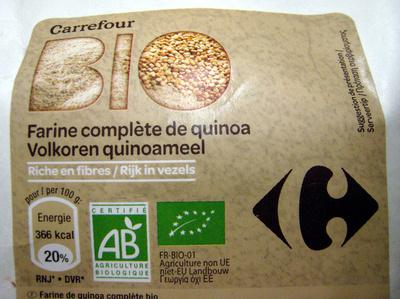 Carrefour
BIO
Farine complète de quinoa
Volkoren quinoameel
Riche en fibres / Rijk in vezels
pour / per 100 g:
Energie
366 kcal
20%
RNJ* • DVR*
CERTIFIÉ
AB
AGRICULTURE
BIOLOGIQUE
FR-BIO-01
Agriculture non UE
niet-EU Landbouw
Γεωργία όχι ΕΕ
Farine de quinoa complète bio
Suggestion de présentation /
Serveertip /